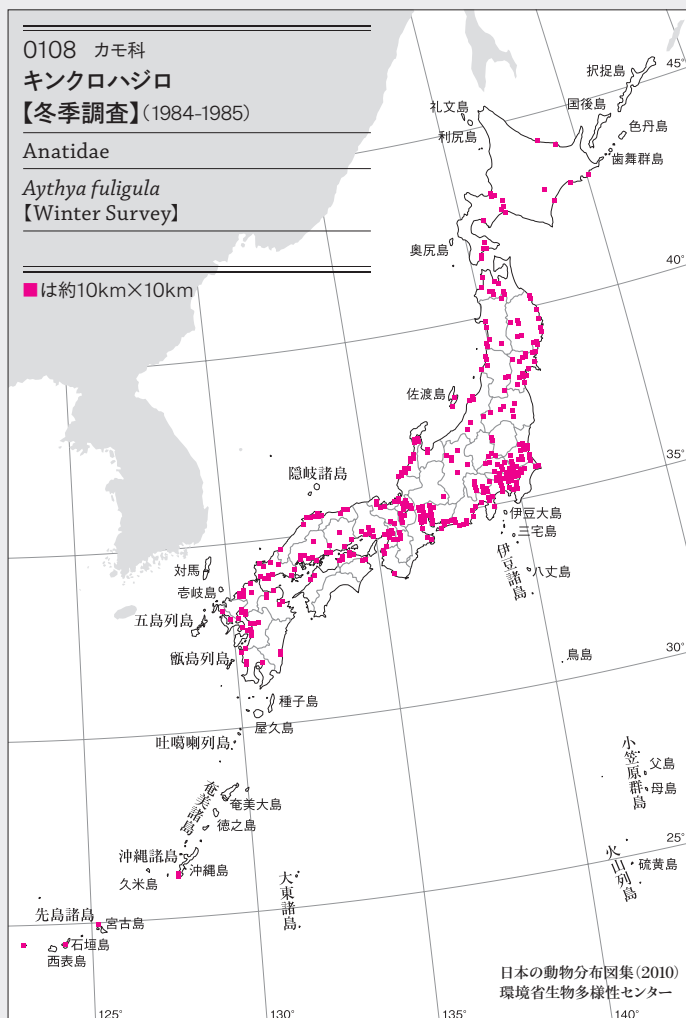 0108 カモ科
キンクロハジロ
【冬季調査】(1984-1985)
Anatidae
Aythya fuligula
【Winter Survey】
■は約10km×10km
45°
択捉島
国後島
礼文島
色丹島
利尻島
歯舞群島
奥尻島
40°
佐渡島
35°
隠岐諸島
伊豆大島
三宅島
伊豆諸島
八丈島
対馬
壱岐島
五島列島
甑島列島
鳥島
30°
種子島
屋久島
吐噶喇列島
小笠原群島
父島
母島
奄美諸島
奄美大島
徳之島
25°
沖縄諸島
沖縄島
久米島
大東諸島
火山列島
硫黄島
先島諸島
宮古島
石垣島
西表島
日本の動物分布図集(2010)
環境省生物多様性センター
125°
130°
135°
140°